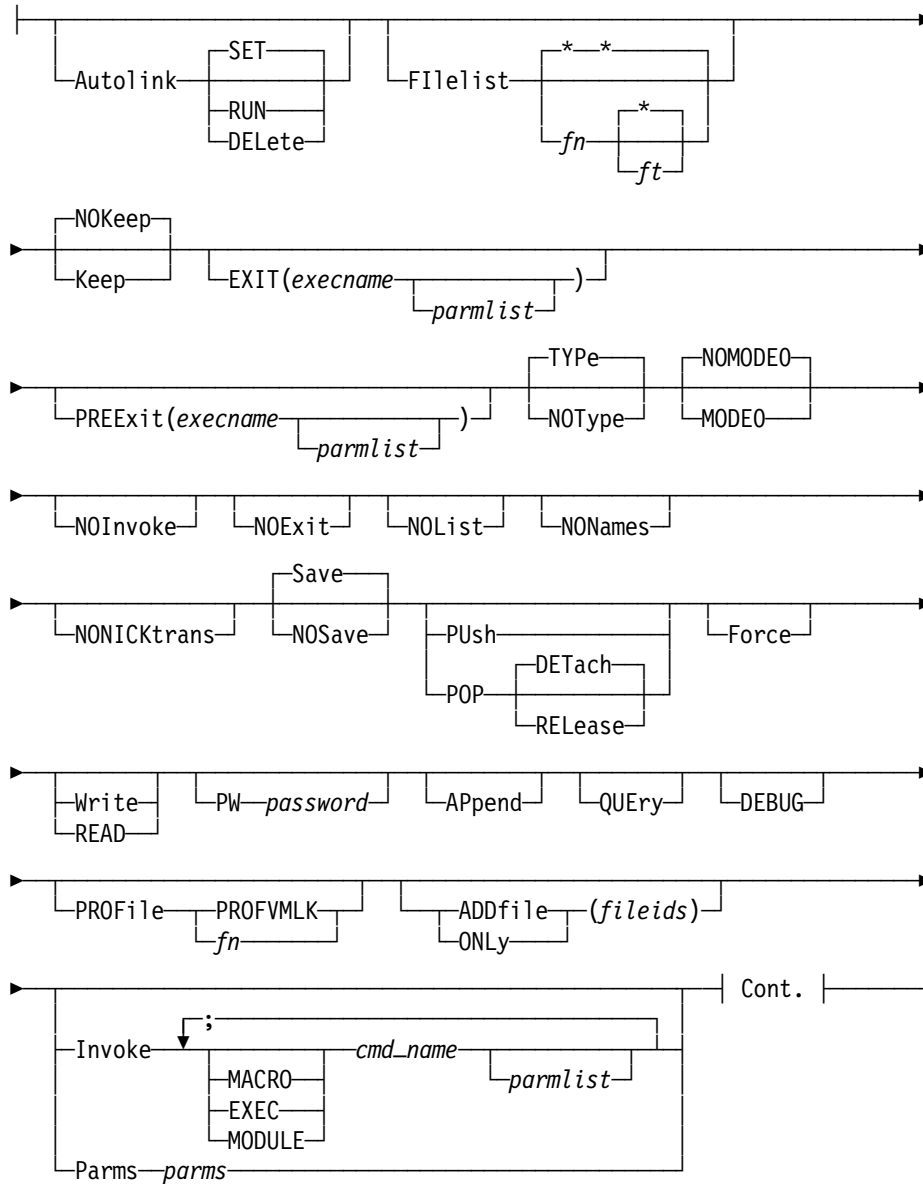 SET * *
Autolink FIlelist
RUN *
DELete fn
ft
NOKeep
Keep EXIT(execname )
parmlist
TYPe NOMODEO
PREExit(execname ) NOType MODEO
parmlist
NOInvoke NOExit NOList NONames
Save
NONICKtrans NOSave PUsh Force
DETach
POP
RELease
Write PW password APpend QUEry DEBUG
READ
PROFile PROFVMLK ADDfile (fileids)
fn ONLy
Cont.
;
Invoke cmd_name
MACRO parmlist
EXEC
MODULE
Parms parms